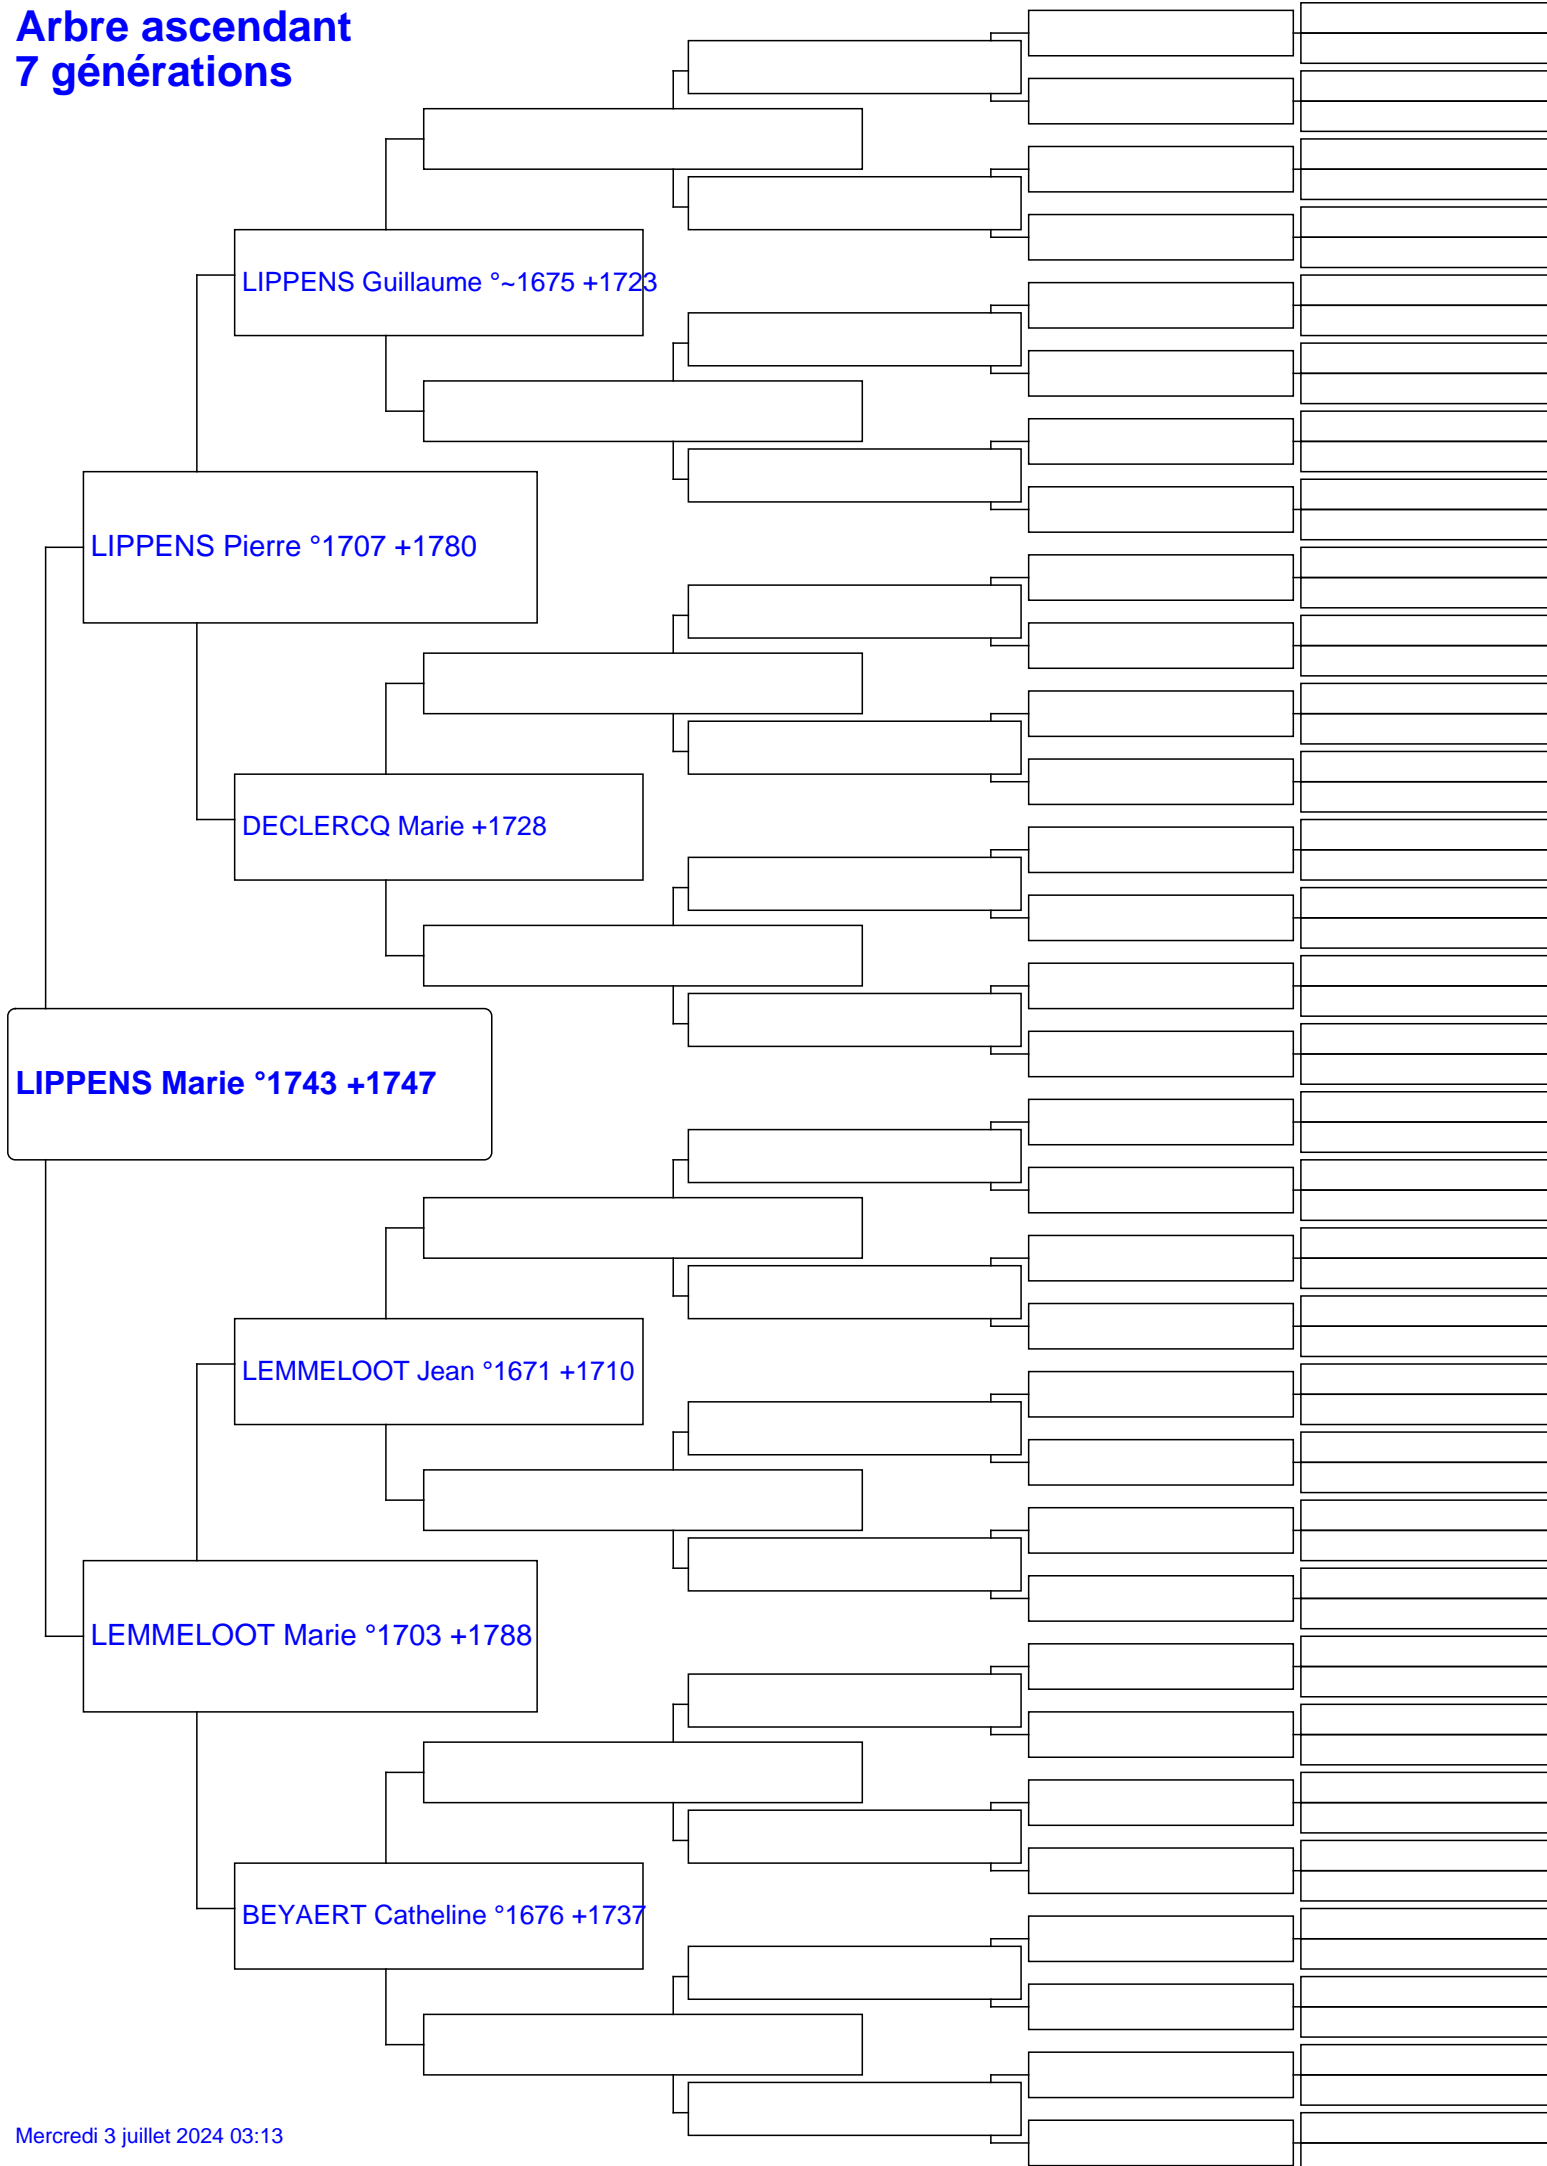 Arbre ascendant
7 générations
LIPPENS Guillaume °~1675 +1723
LIPPENS Pierre °1707 +1780
DECLERCQ Marie +1728
LIPPENS Marie °1743 +1747
LEMMELOOT Jean °1671 +1710
LEMMELOOT Marie °1703 +1788
BEYAERT Catheline °1676 +1737
Mercredi 3 juillet 2024 03:13